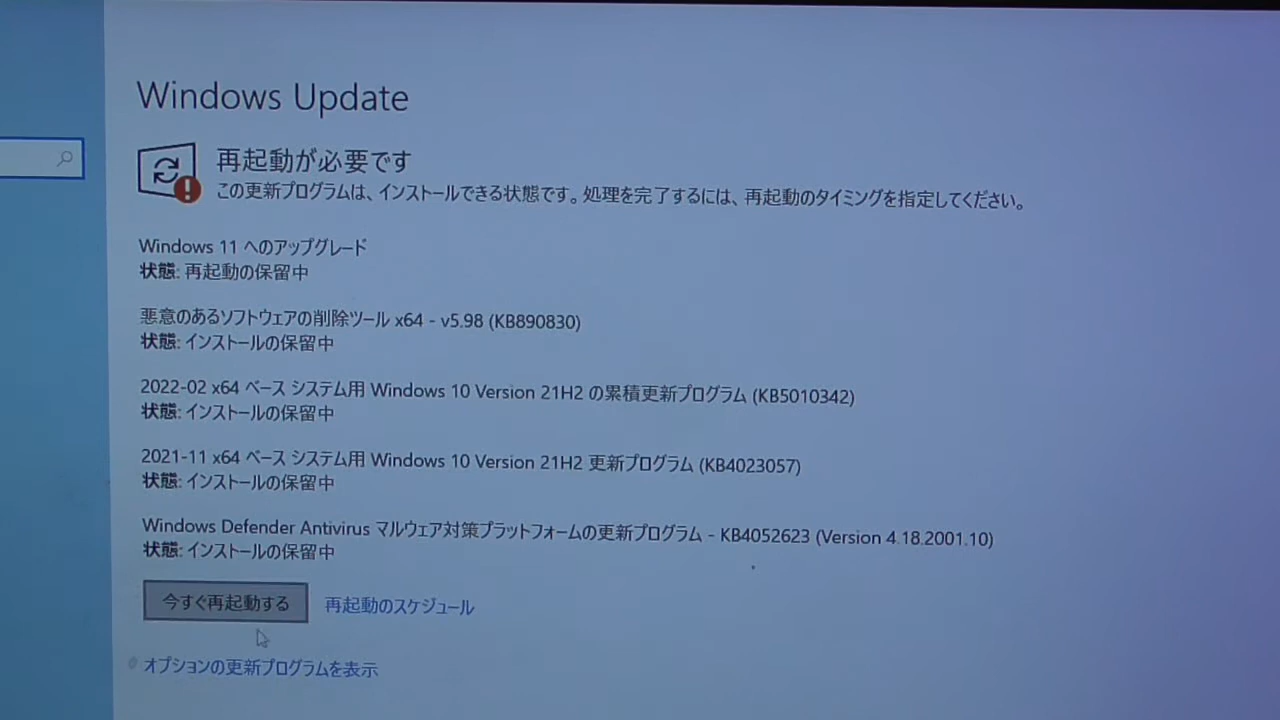 Windows Update
再起動が必要です
この更新プログラムは、インストールできる状態です。処理を完了するには、再起動のタイミングを指定してください。
Windows 11 へのアップグレード
状態: 再起動の保留中
悪意のあるソフトウェアの削除ツール x64 - v5.98 (KB890830)
状態: インストールの保留中
2022-02 x64 ベース システム用 Windows 10 Version 21H2 の累積更新プログラム (KB5010342)
状態: インストールの保留中
2021-11 x64 ベース システム用 Windows 10 Version 21H2 更新プログラム (KB4023057)
状態: インストールの保留中
Windows Defender Antivirus マルウェア対策プラットフォームの更新プログラム - KB4052623 (Version 4.18.2001.10)
状態: インストールの保留中
今すぐ再起動する 再起動のスケジュール
オプションの更新プログラムを表示